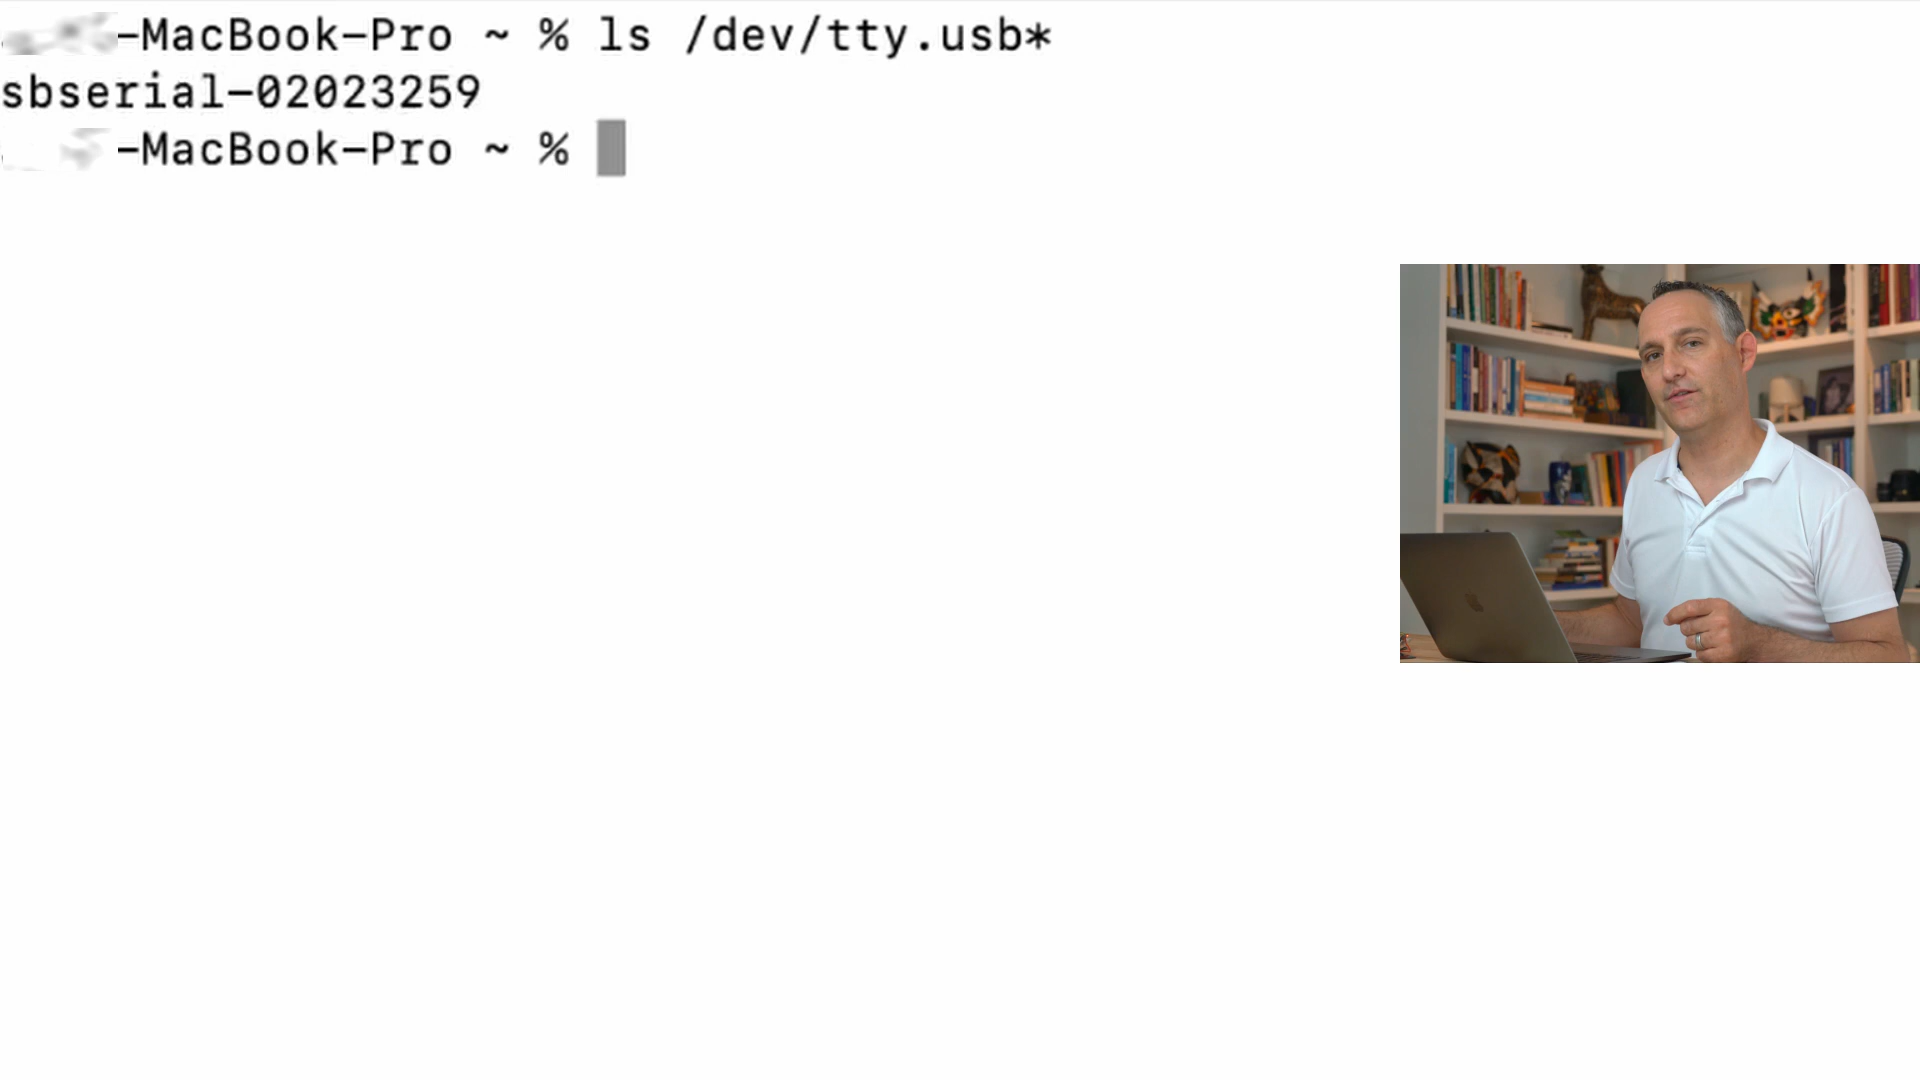 -MacBook-Pro ~ % ls /dev/tty.usb*
sbserial-02023259
-MacBook-Pro ~ %